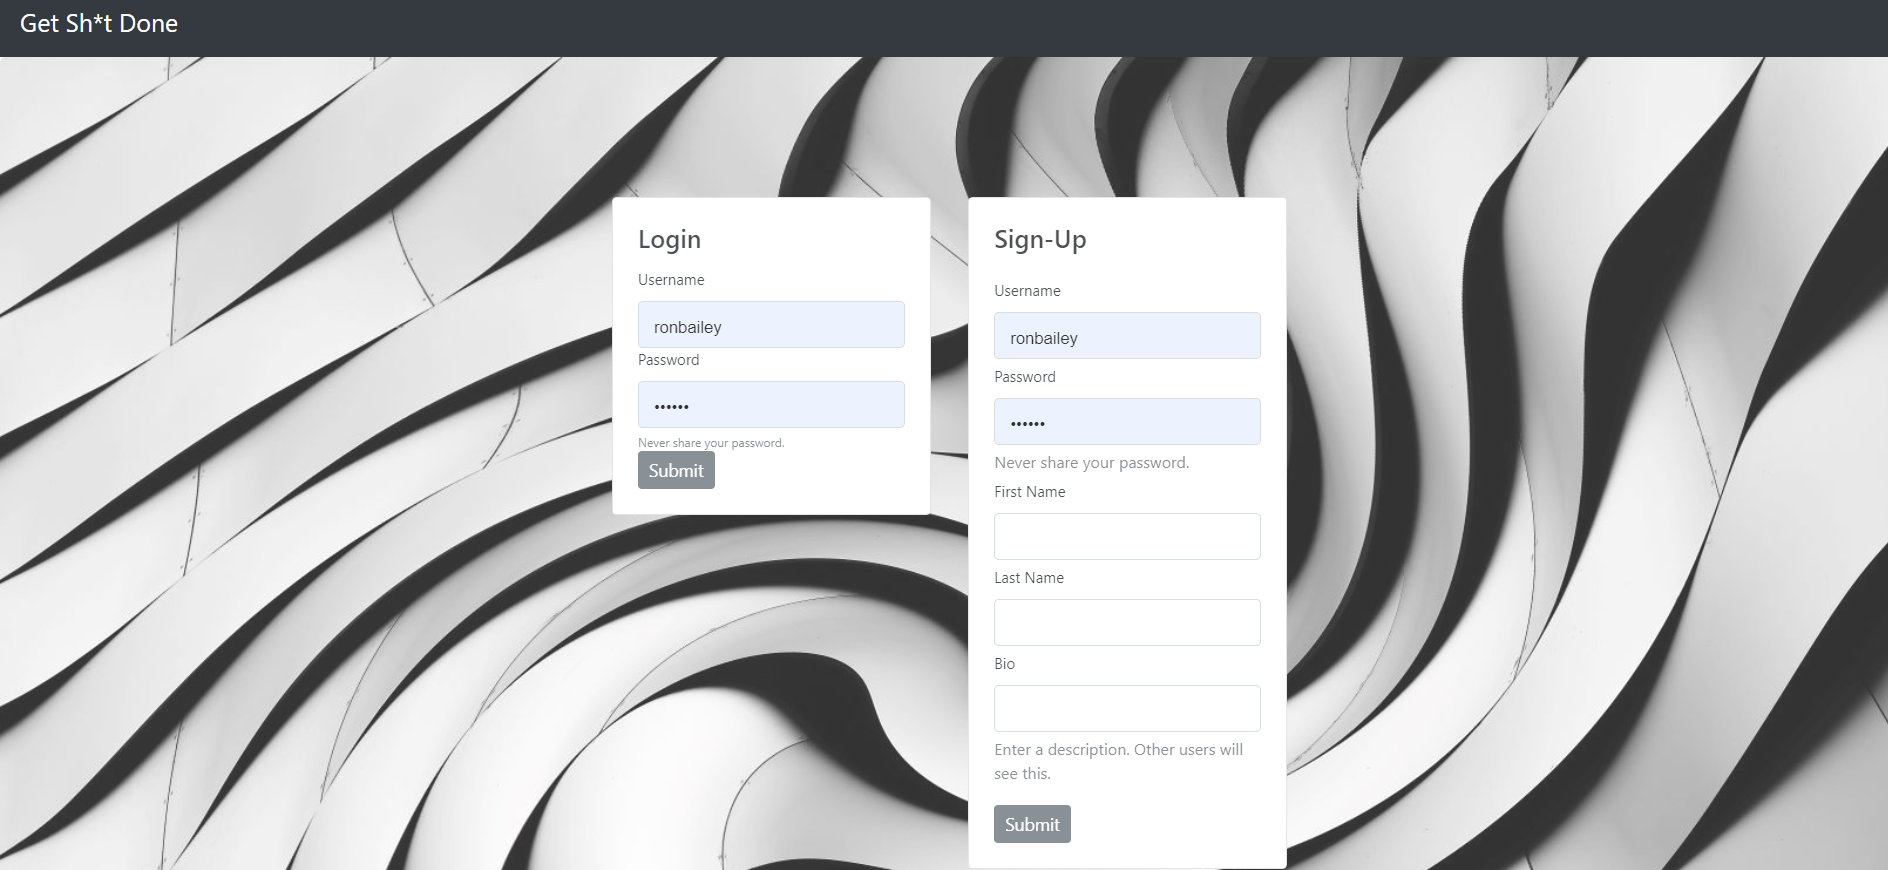 Get Sh*t Done
Login
Username
ronbailey
Password
••••••
Never share your password.
Submit
Sign-Up
Username
ronbailey
Password
••••••
Never share your password.
First Name
Last Name
Bio
Enter a description. Other users will
see this.
Submit